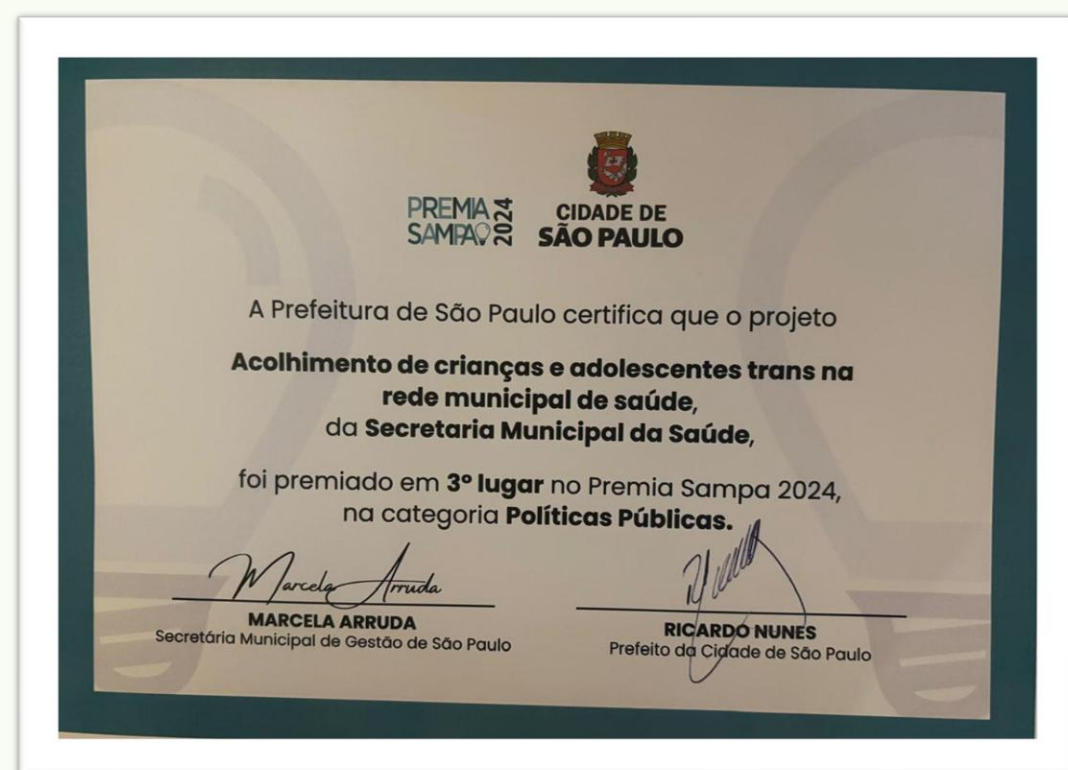 PREMIA
SAMPA
2024
CIDADE DE
SÃO PAULO
A Prefeitura de São Paulo certifica que o projeto
Acolhimento de crianças e adolescentes trans na
rede municipal de saúde,
da Secretaria Municipal da Saúde,
foi premiado em 3º lugar no Premia Sampa 2024,
na categoria Políticas Públicas.
Marcela Arruda
MARCELA ARRUDA
Secretária Municipal de Gestão de São Paulo
RICARDO NUNES
Prefeito da Cidade de São Paulo